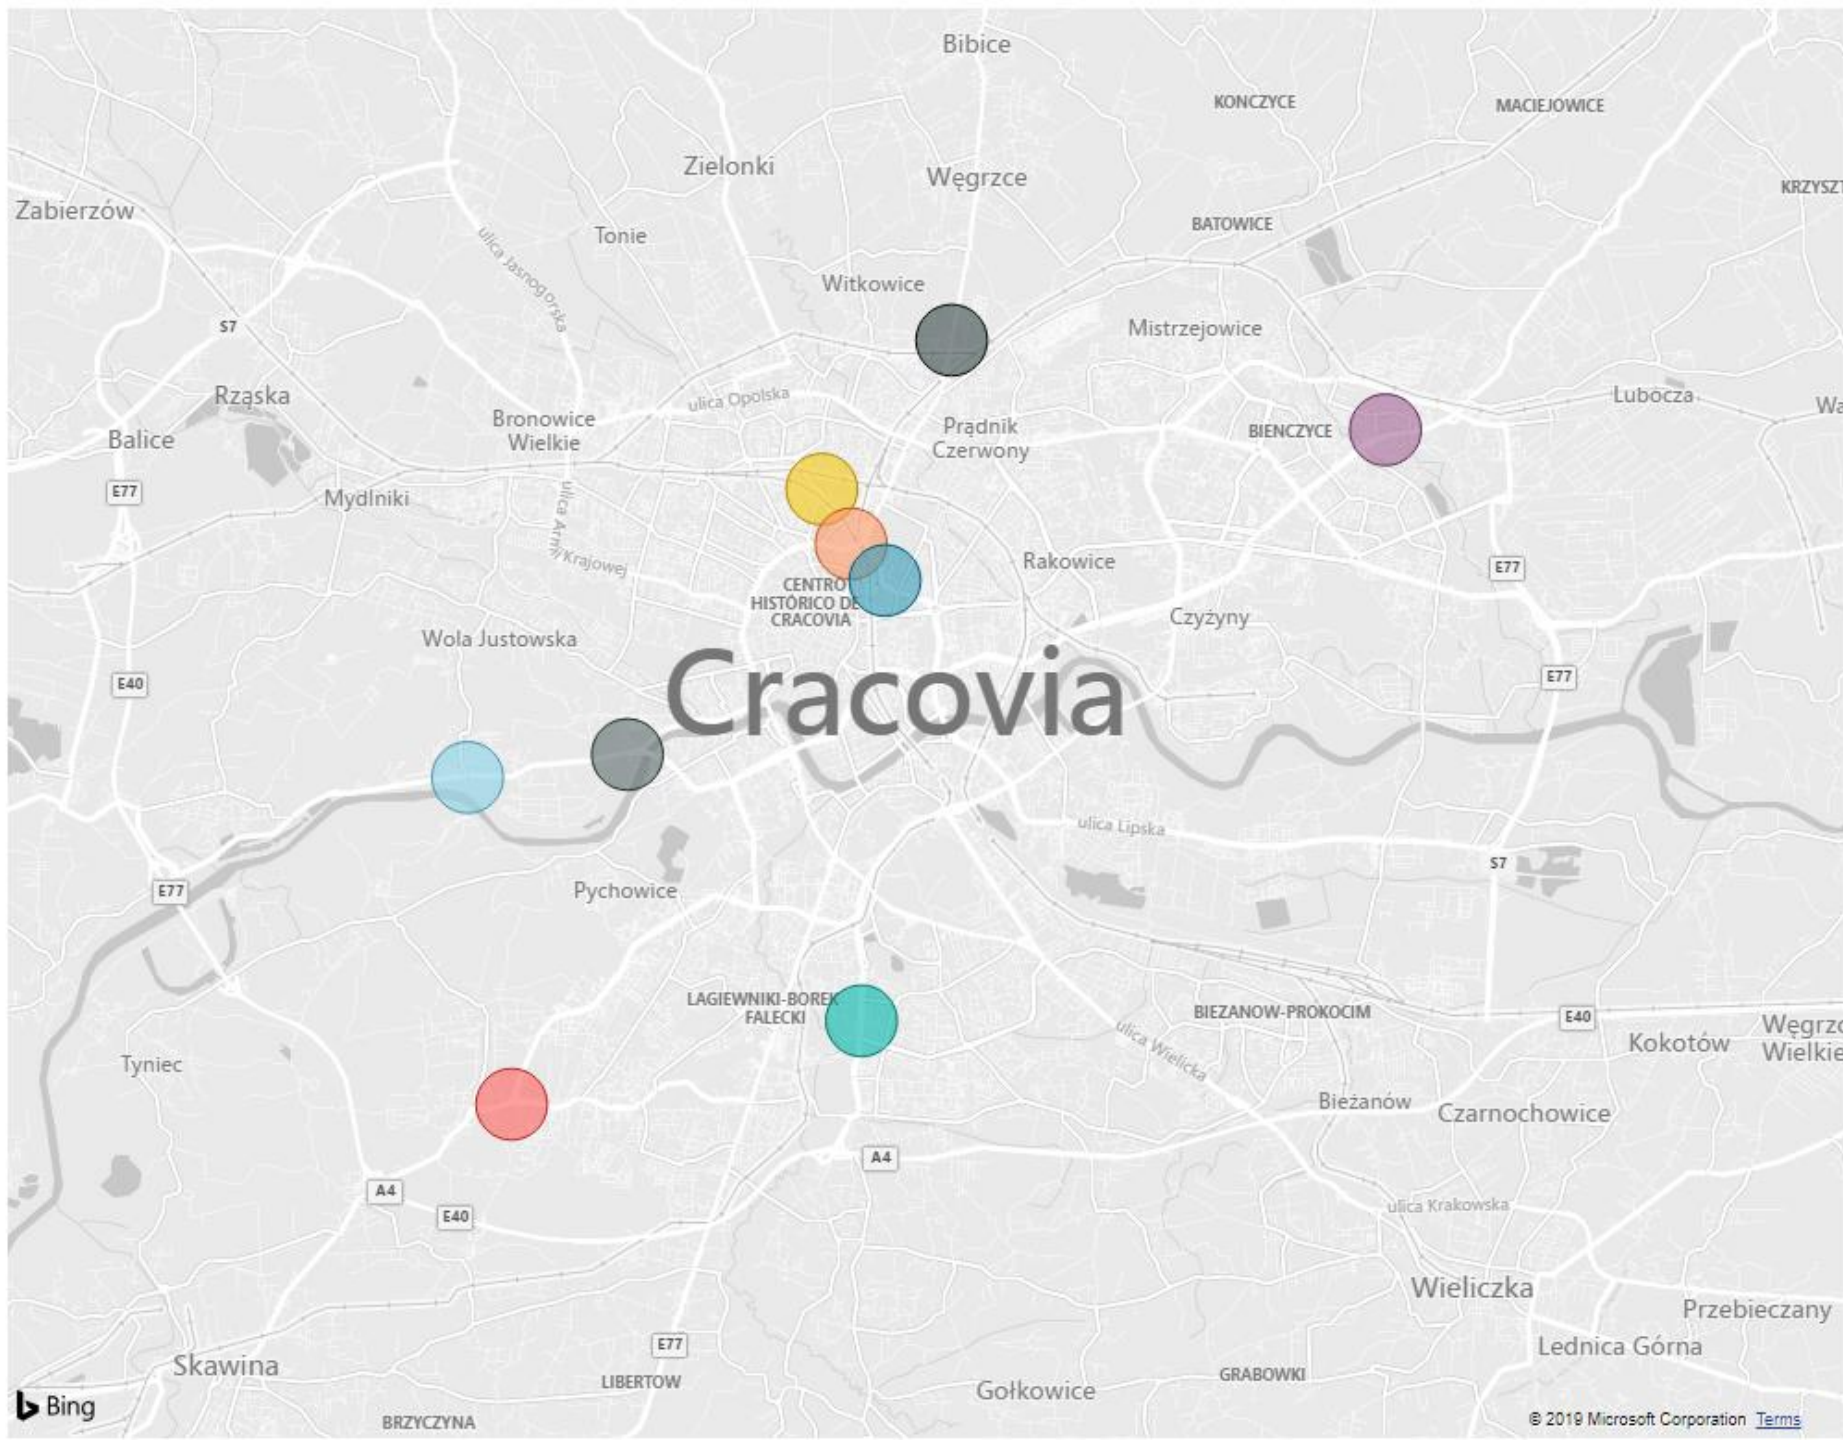 Bibice
KONCZYCE
MACIEJOWICE
Zielonki
Węgrzce
KRZYSZT
Zabierzów
BATOWICE
Tonie
ulica Jasnogorska
Witkowice
S7
Mistrzejowice
Rząska
ulica Opolska
Lubocza
Wa
Bronowice
Wielkie
Balice
Prądnik
Czerwony
BIENCZYCE
E77
Mydlniki
ulica Armii Krajowej
Rakowice
E77
CENTRO
HISTÓRICO DE
CRACOVIA
Czyżyny
Wola Justowska
E40
Cracovia
E77
ulica Lipska
S7
E77
Pychowice
LAGIEWNIKI-BOREK
FALECKI
BIEZANOW-PROKOCIM
E40
Węgrzc
Wielkie
Kokotów
ulica Wielicka
Tyniec
Bieżanów
Czarnochowice
A4
A4
E40
ulica Krakowska
Wieliczka
Przebieczany
E77
Lednica Górna
Skawina
LIBERTOW
GRABOWKI
Gołkowice
Bing
BRZYCZYNA
© 2019 Microsoft Corporation Terms